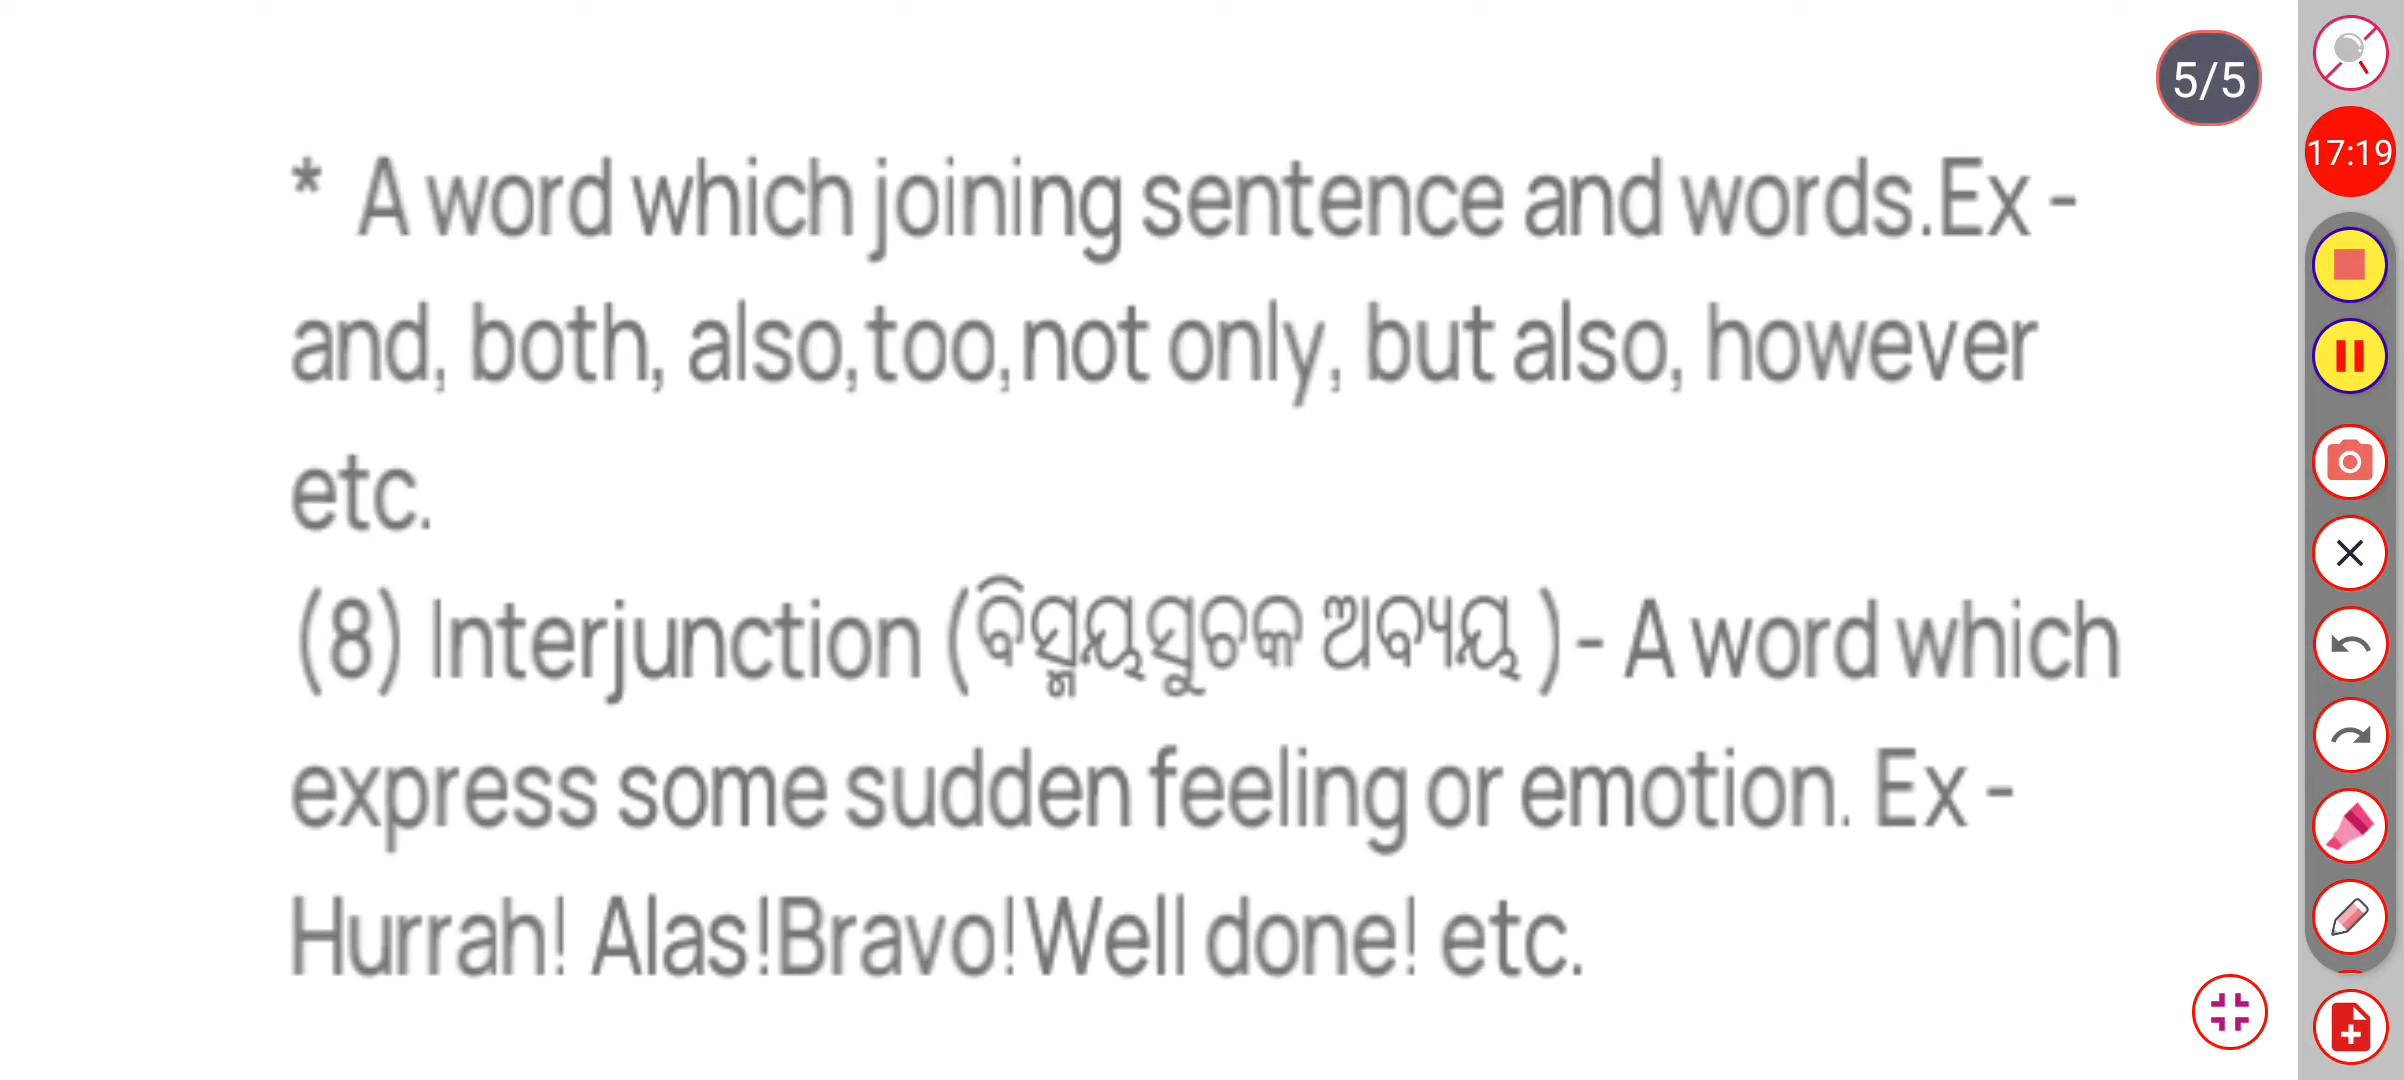 5/5
17:19
* A word which joining sentence and words.Ex -
and, both, also,too,not only, but also, however
etc.
(8) Interjunction (ବିସ୍ମୟସୁଚକ ଅବ୍ୟୟ )- A word which
express some sudden feeling or emotion. Ex -
Hurrah! Alas!Bravo!Well done! etc.